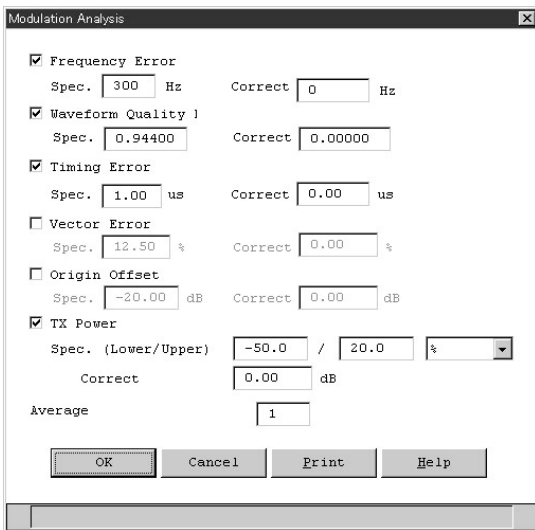 Modulation Analysis
Frequency Error
Spec. 300 Hz Correct 0 Hz
Waveform Quality l
Spec. 0.94400 Correct 0.00000
Timing Error
Spec. 1.00 us Correct 0.00 us
Vector Error
Spec. 12.50 % Correct 0.00 %
Origin Offset
Spec. -20.00 dB Correct 0.00 dB
TX Power
Spec. (Lower/Upper) -50.0 / 20.0 %
Correct 0.00 dB
Average 1
OK Cancel Print Help